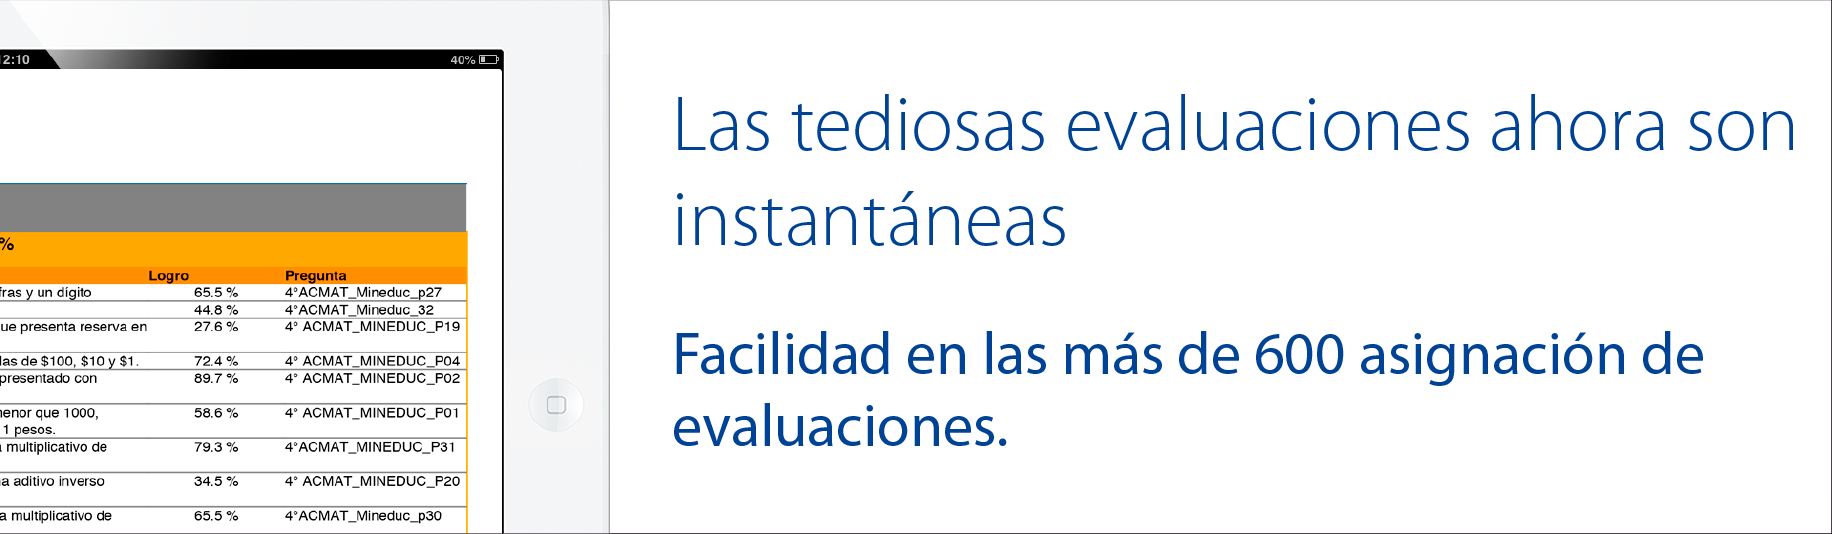 2:10
40%
%
Logro Pregunta
fras y un dígito 65.5 % 4°ACMAT_Mineduc_p27
44.8 % 4°ACMAT_Mineduc_32
ue presenta reserva en 27.6 % 4° ACMAT_MINEDUC_P19
las de $100, $10 y $1. 72.4 % 4° ACMAT_MINEDUC_P04
presentado con 89.7 % 4° ACMAT_MINEDUC_P02
enor que 1000, 58.6 % 4° ACMAT_MINEDUC_P01
1 pesos.
a multiplicativo de 79.3 % 4°ACMAT_MINEDUC_P31
a aditivo inverso 34.5 % 4° ACMAT_MINEDUC_P20
a multiplicativo de 65.5 % 4°ACMAT_Mineduc_p30
Las tediosas evaluaciones ahora son
instantáneas
Facilidad en las más de 600 asignación de
evaluaciones.